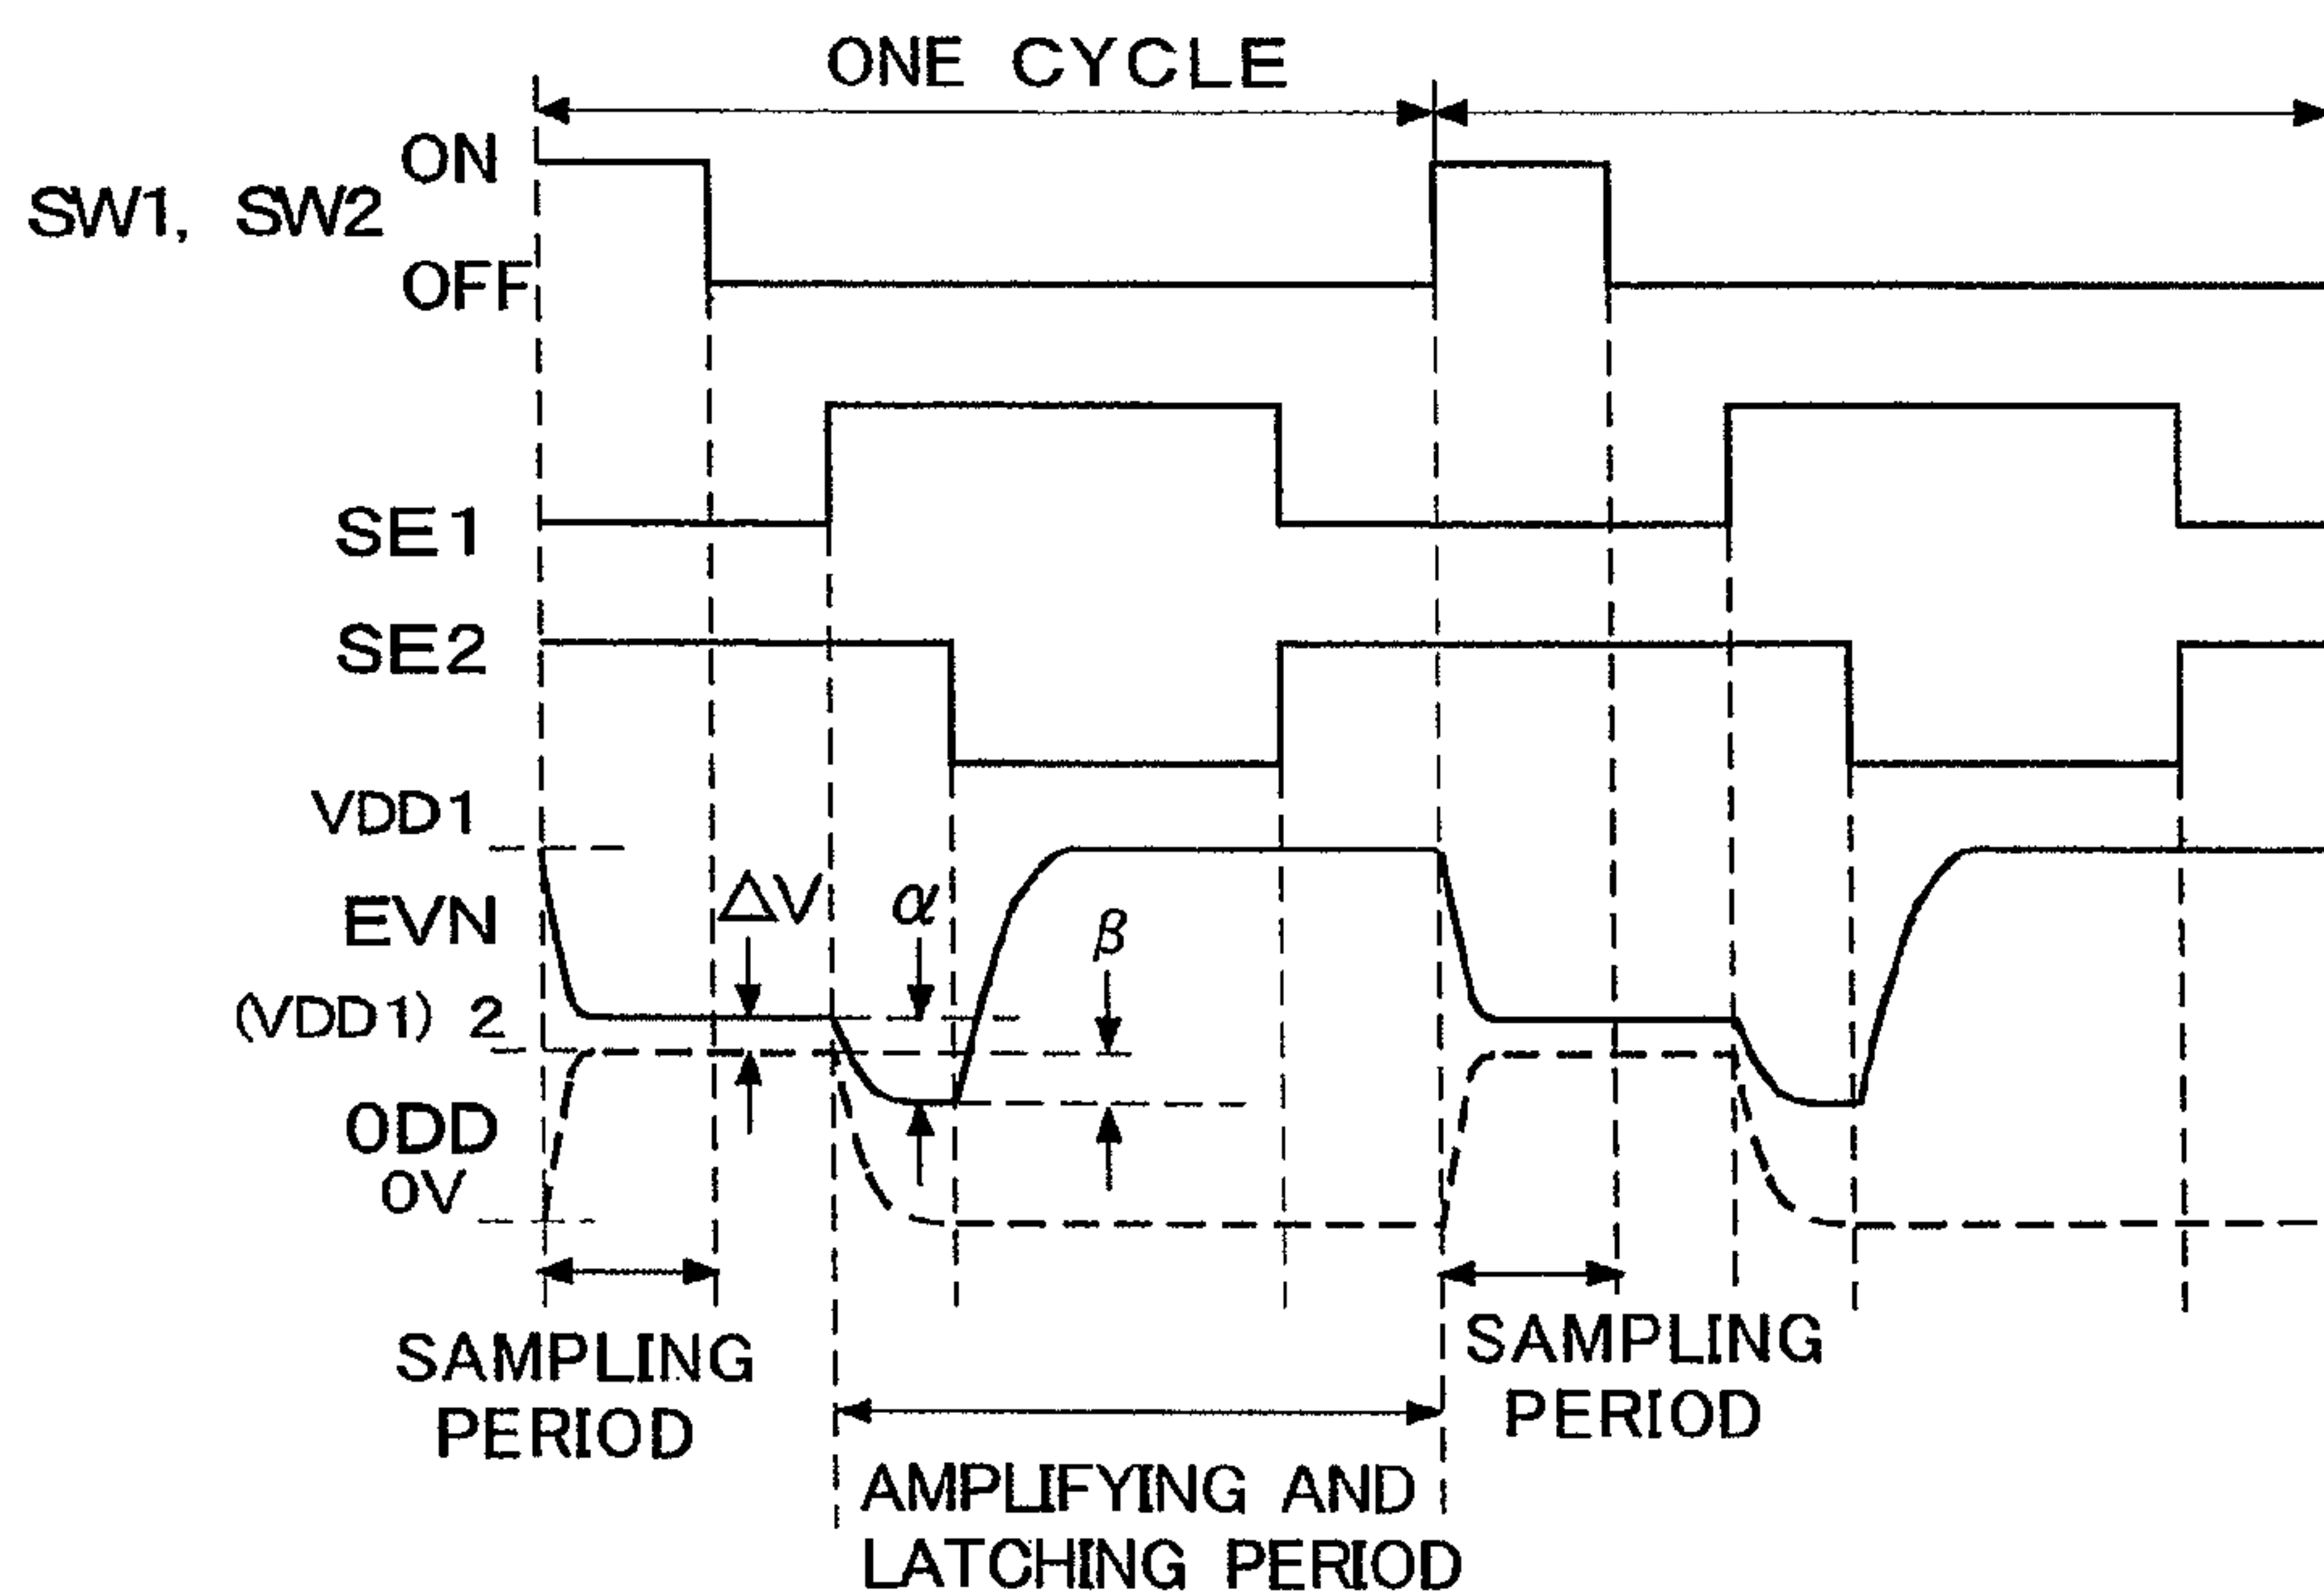 ONE CYCLE
ON
SW1, SW2
OFF
SE1
SE2
VDD1
ΔV
α
EVN
β
(VDD1) 2
ODD
0V
SAMPLING
PERIOD
SAMPLING
PERIOD
AMPLIFYING AND
LATCHING PERIOD